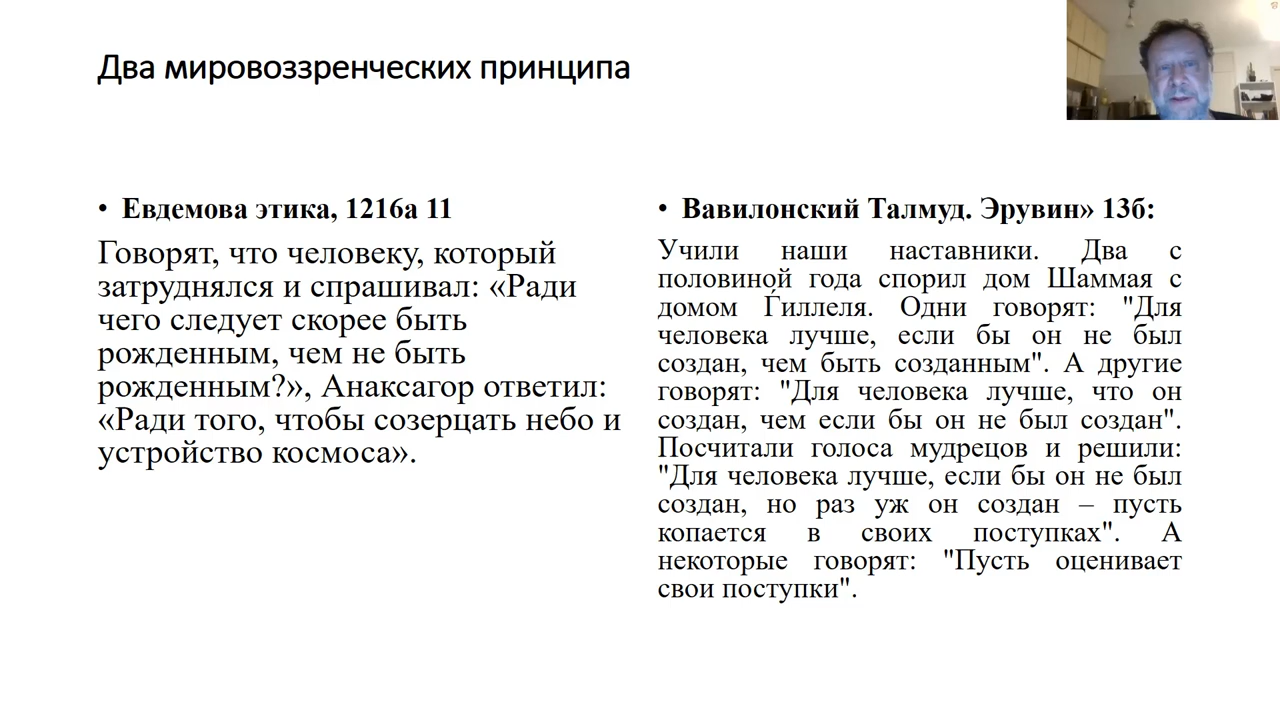 Два мировоззренческих принципа
• Евдемова этика, 1216а 11
Говорят, что человеку, который
затруднялся и спрашивал: «Ради
чего следует скорее быть
рожденным, чем не быть
рожденным?», Анаксагор ответил:
«Ради того, чтобы созерцать небо и
устройство космоса».
• Вавилонский Талмуд. Эрувин» 13б:
Учили наши наставники. Два с
половиной года спорил дом Шаммая с
домом Ѓиллеля. Одни говорят: "Для
человека лучше, если бы он не был
создан, чем быть созданным". А другие
говорят: "Для человека лучше, что он
создан, чем если бы он не был создан".
Посчитали голоса мудрецов и решили:
"Для человека лучше, если бы он не был
создан, но раз уж он создан – пусть
копается в своих поступках". А
некоторые говорят: "Пусть оценивает
свои поступки".